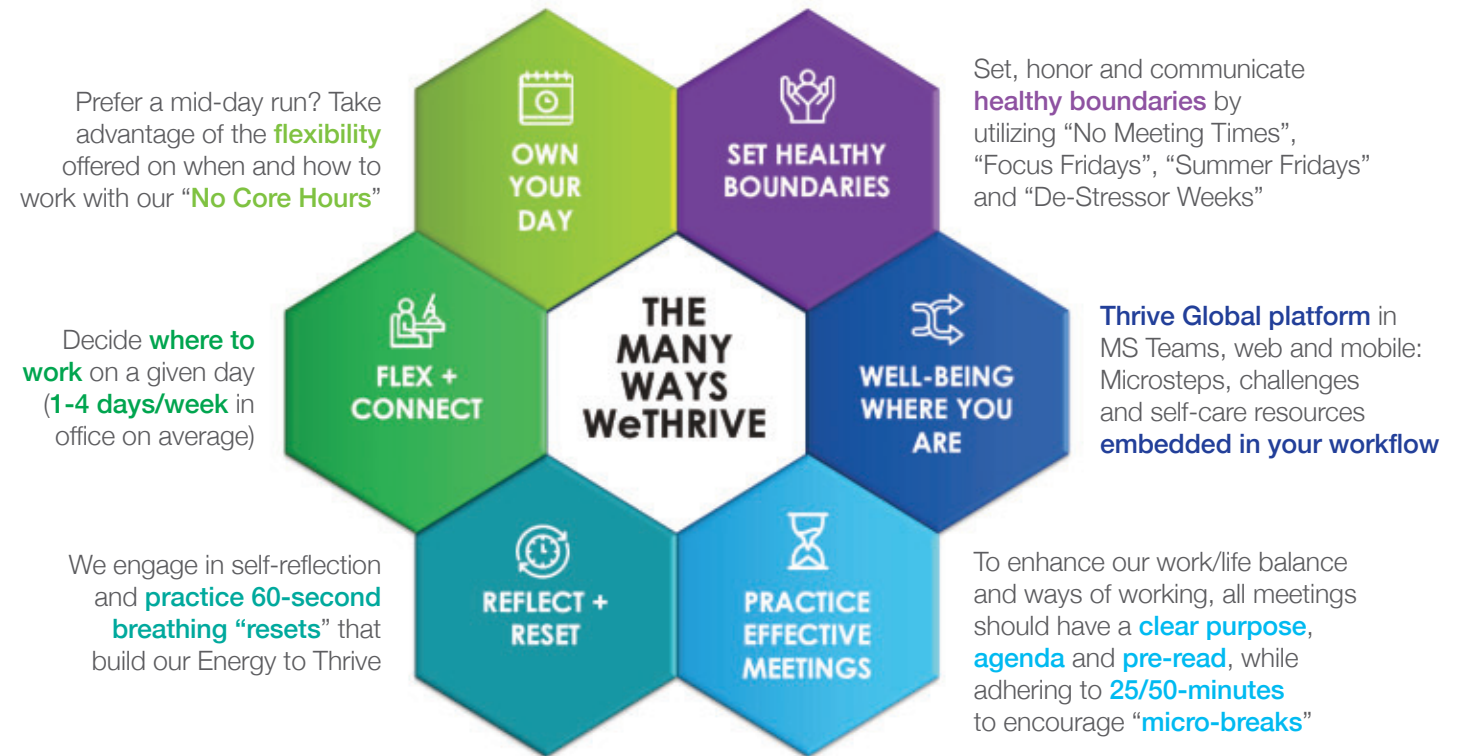 Prefer a mid-day run? Take
advantage of the flexibility
offered on when and how to
work with our “No Core Hours”
OWN
YOUR
DAY
SET HEALTHY
BOUNDARIES
Set, honor and communicate
healthy boundaries by
utilizing “No Meeting Times”,
“Focus Fridays”, “Summer Fridays”
and “De-Stressor Weeks”
Decide where to
work on a given day
(1-4 days/week in
office on average)
FLEX +
CONNECT
THE
MANY
WAYS
WeTHRIVE
WELL-BEING
WHERE YOU
ARE
Thrive Global platform in
MS Teams, web and mobile:
Microsteps, challenges
and self-care resources
embedded in your workflow
We engage in self-reflection
and practice 60-second
breathing “resets” that
build our Energy to Thrive
REFLECT +
RESET
PRACTICE
EFFECTIVE
MEETINGS
To enhance our work/life balance
and ways of working, all meetings
should have a clear purpose,
agenda and pre-read, while
adhering to 25/50-minutes
to encourage “micro-breaks”